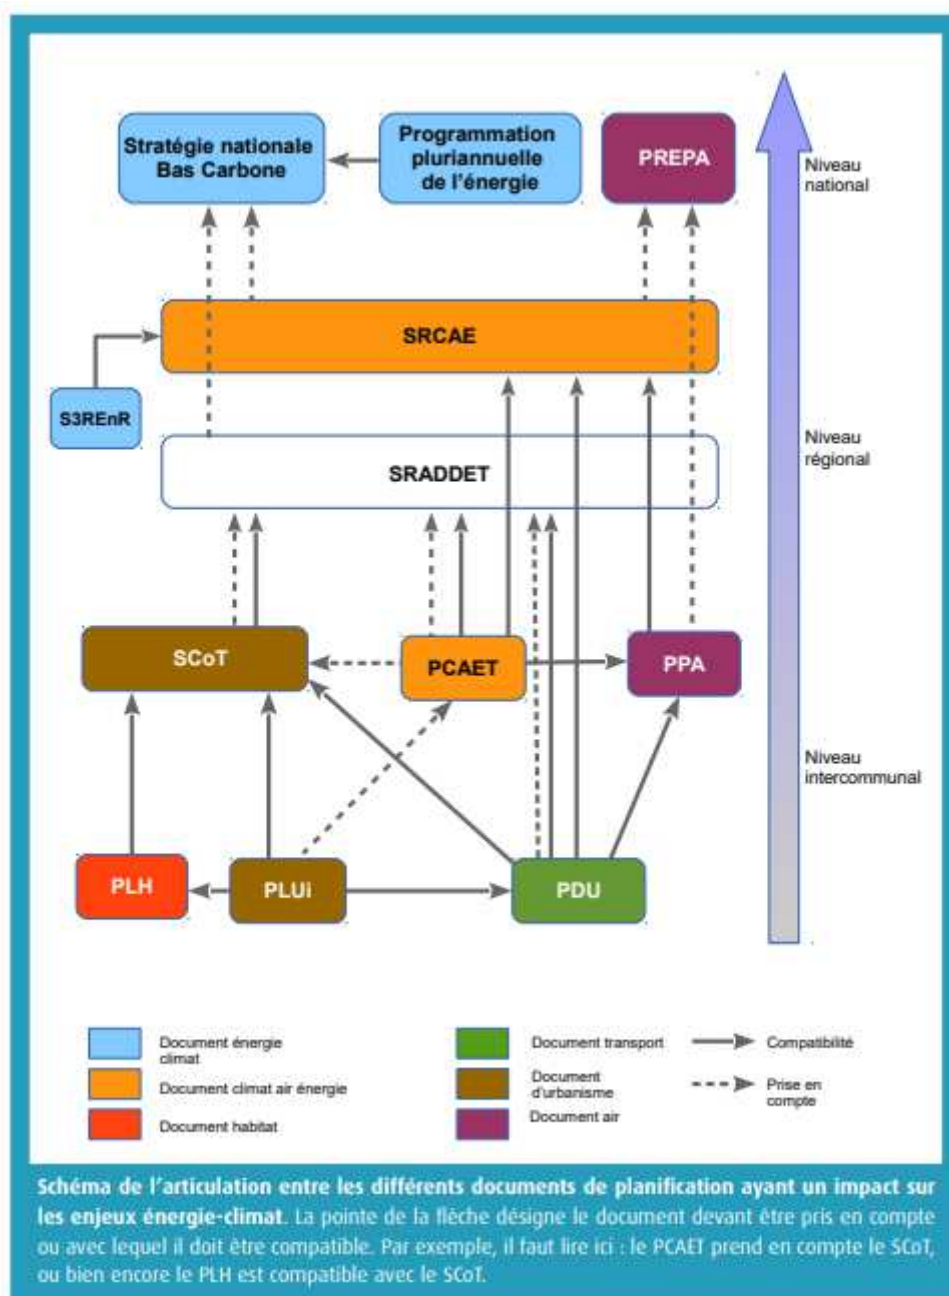 Stratégie nationale
Bas Carbone
Programmation
pluriannuelle
de l'énergie
PREPA
Niveau
national
SRCAE
S3REnR
Niveau
régional
SRADDET
SCoT
PCAET
PPA
Niveau
intercommunal
PLH
PLUi
PDU
Document énergie
climat
Document transport
Compatibilité
Document climat air énergie
Document
d'urbanisme
Prise en
compte
Document habitat
Document air
Schéma de l'articulation entre les différents documents de planification ayant un impact sur
les enjeux énergie-climat. La pointe de la flèche désigne le document devant être pris en compte
ou avec lequel il doit être compatible. Par exemple, il faut lire ici : le PCAET prend en compte le SCoT,
ou bien encore le PLH est compatible avec le SCoT.